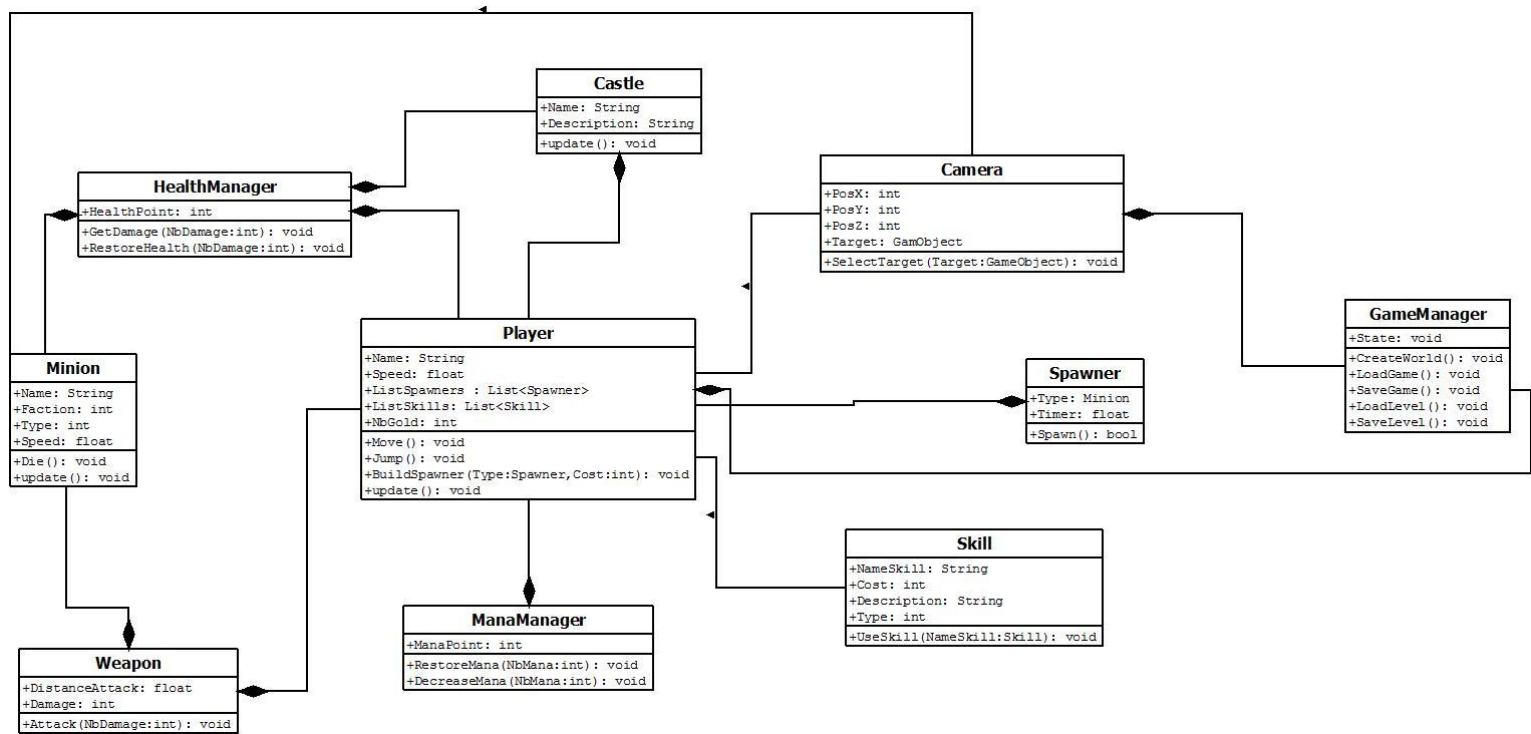 Castle
+Name: String
+Description: String
+update(): void
HealthManager
+HealthPoint: int
+GetDamage(NbDamage:int): void
+RestoreHealth(NbDamage:int): void
Camera
+PosX: int
+PosY: int
+PosZ: int
+Target: GamObject
+SelectTarget(Target:GameObject): void
GameManager
+State: void
+CreateWorld(): void
+LoadGame(): void
+SaveGame(): void
+LoadLevel(): void
+SaveLevel(): void
Player
+Name: String
+Speed: float
+ListSpawners : List<Spawner>
+ListSkills: List<Skill>
+NbGold: int
+Move(): void
+Jump(): void
+BuildSpawner(Type:Spawner,Cost:int): void
+update(): void
Minion
+Name: String
+Faction: int
+Type: int
+Speed: float
+Die(): void
+update(): void
Spawner
+Type: Minion
+Timer: float
+Spawn(): bool
Skill
+NameSkill: String
+Cost: int
+Description: String
+Type: int
+UseSkill(NameSkill:Skill): void
ManaManager
+ManaPoint: int
+RestoreMana(NbMana:int): void
+DecreaseMana(NbMana:int): void
Weapon
+DistanceAttack: float
+Damage: int
+Attack(NbDamage:int): void